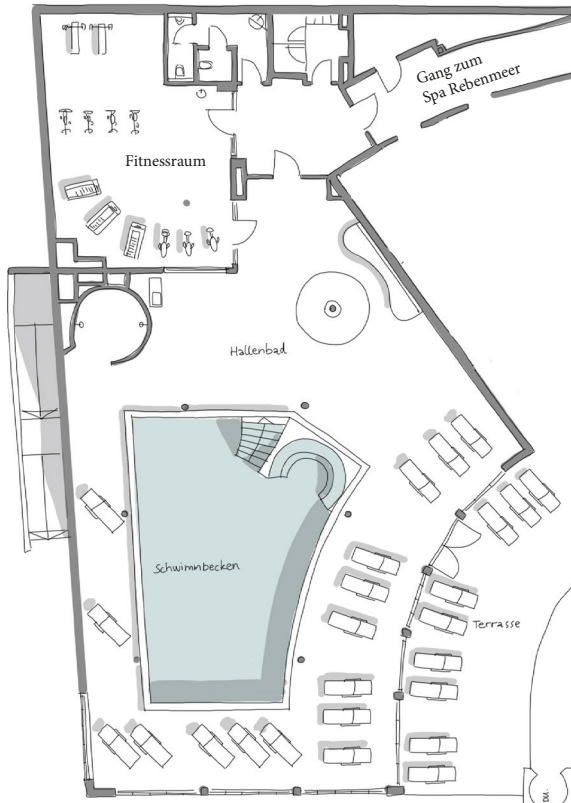 Gang zum
Spa Rebenmeer
Fitnessraum
Hallenbad
Schwimmbecken
Terrasse